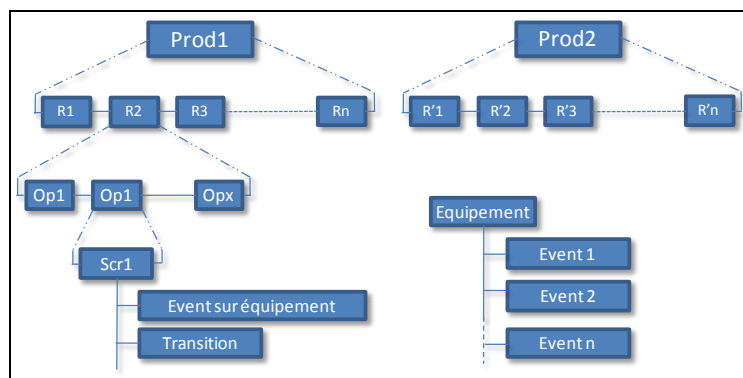 Prod1 Prod2
R1 R2 R3 Rn R'1 R'2 R'3 R'n
Op1 Op1 Opx
Equipement
Scr1
Event 1
Event sur équipement
Event 2
Transition
Event n